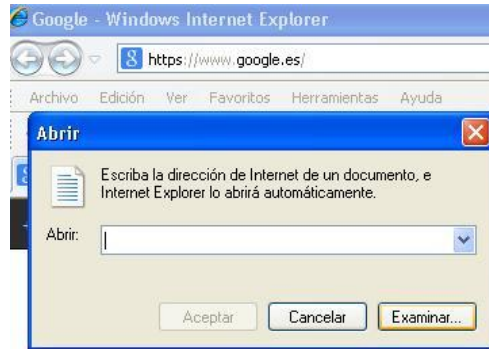 Google - Windows Internet Explorer
https://www.google.es/
Archivo Edición Ver Favoritos Herramientas Ayuda
Abrir
Escriba la dirección de Internet de un documento, e
Internet Explorer lo abrirá automáticamente.
Abrir:
Aceptar Cancelar Examinar...